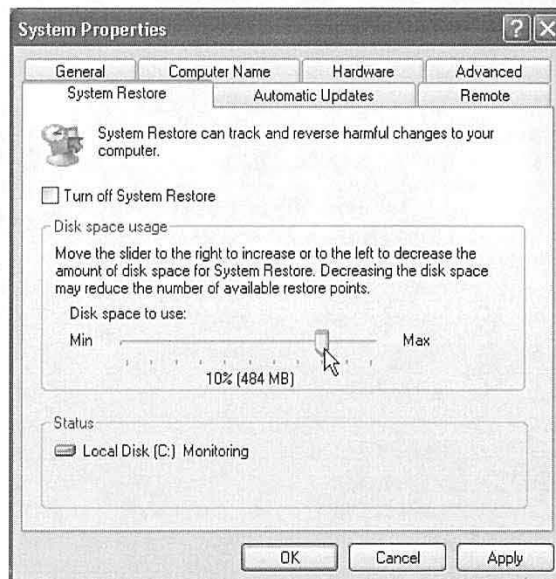 System Properties
General Computer Name Hardware Advanced
System Restore Automatic Updates Remote
System Restore can track and reverse harmful changes to your
computer.
Turn off System Restore
Disk space usage
Move the slider to the right to increase or to the left to decrease the
amount of disk space for System Restore. Decreasing the disk space
may reduce the number of available restore points.
Disk space to use:
Min Max
10% (484 MB)
Status
Local Disk (C:) Monitoring
OK Cancel Apply